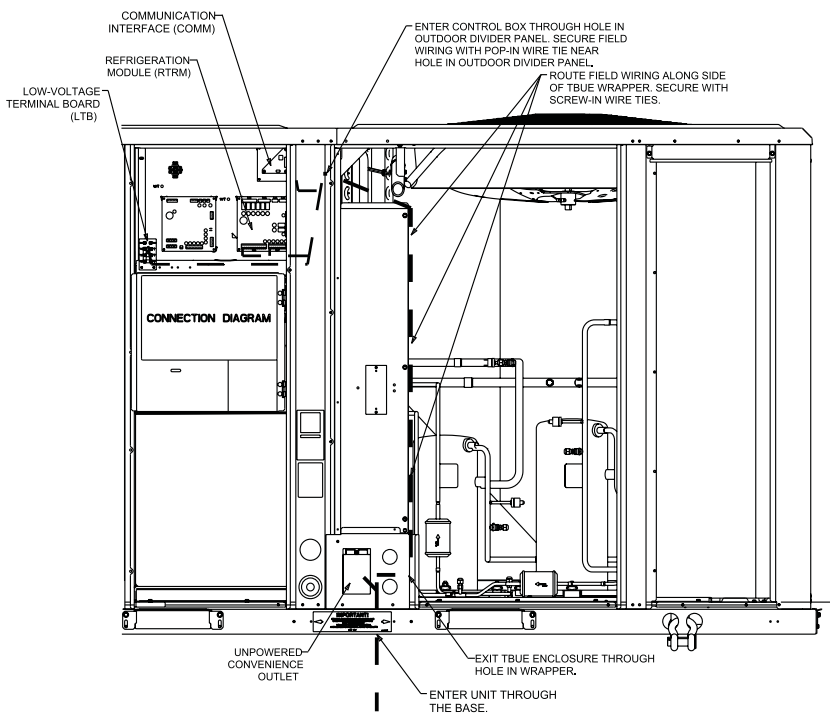 COMMUNICATION
INTERFACE (COMM)
REFRIGERATION
MODULE (RTRM)
LOW-VOLTAGE
TERMINAL BOARD
(LTB)
ENTER CONTROL BOX THROUGH HOLE IN
OUTDOOR DIVIDER PANEL. SECURE FIELD
WIRING WITH POP-IN WIRE TIE NEAR
HOLE IN OUTDOOR DIVIDER PANEL.
ROUTE FIELD WIRING ALONG SIDE
OF TBUE WRAPPER. SECURE WITH
SCREW-IN WIRE TIES.
CONNECTION DIAGRAM
IMPORTANT!
UNPOWERED
CONVENIENCE
OUTLET
EXIT TBUE ENCLOSURE THROUGH
HOLE IN WRAPPER.
ENTER UNIT THROUGH
THE BASE.